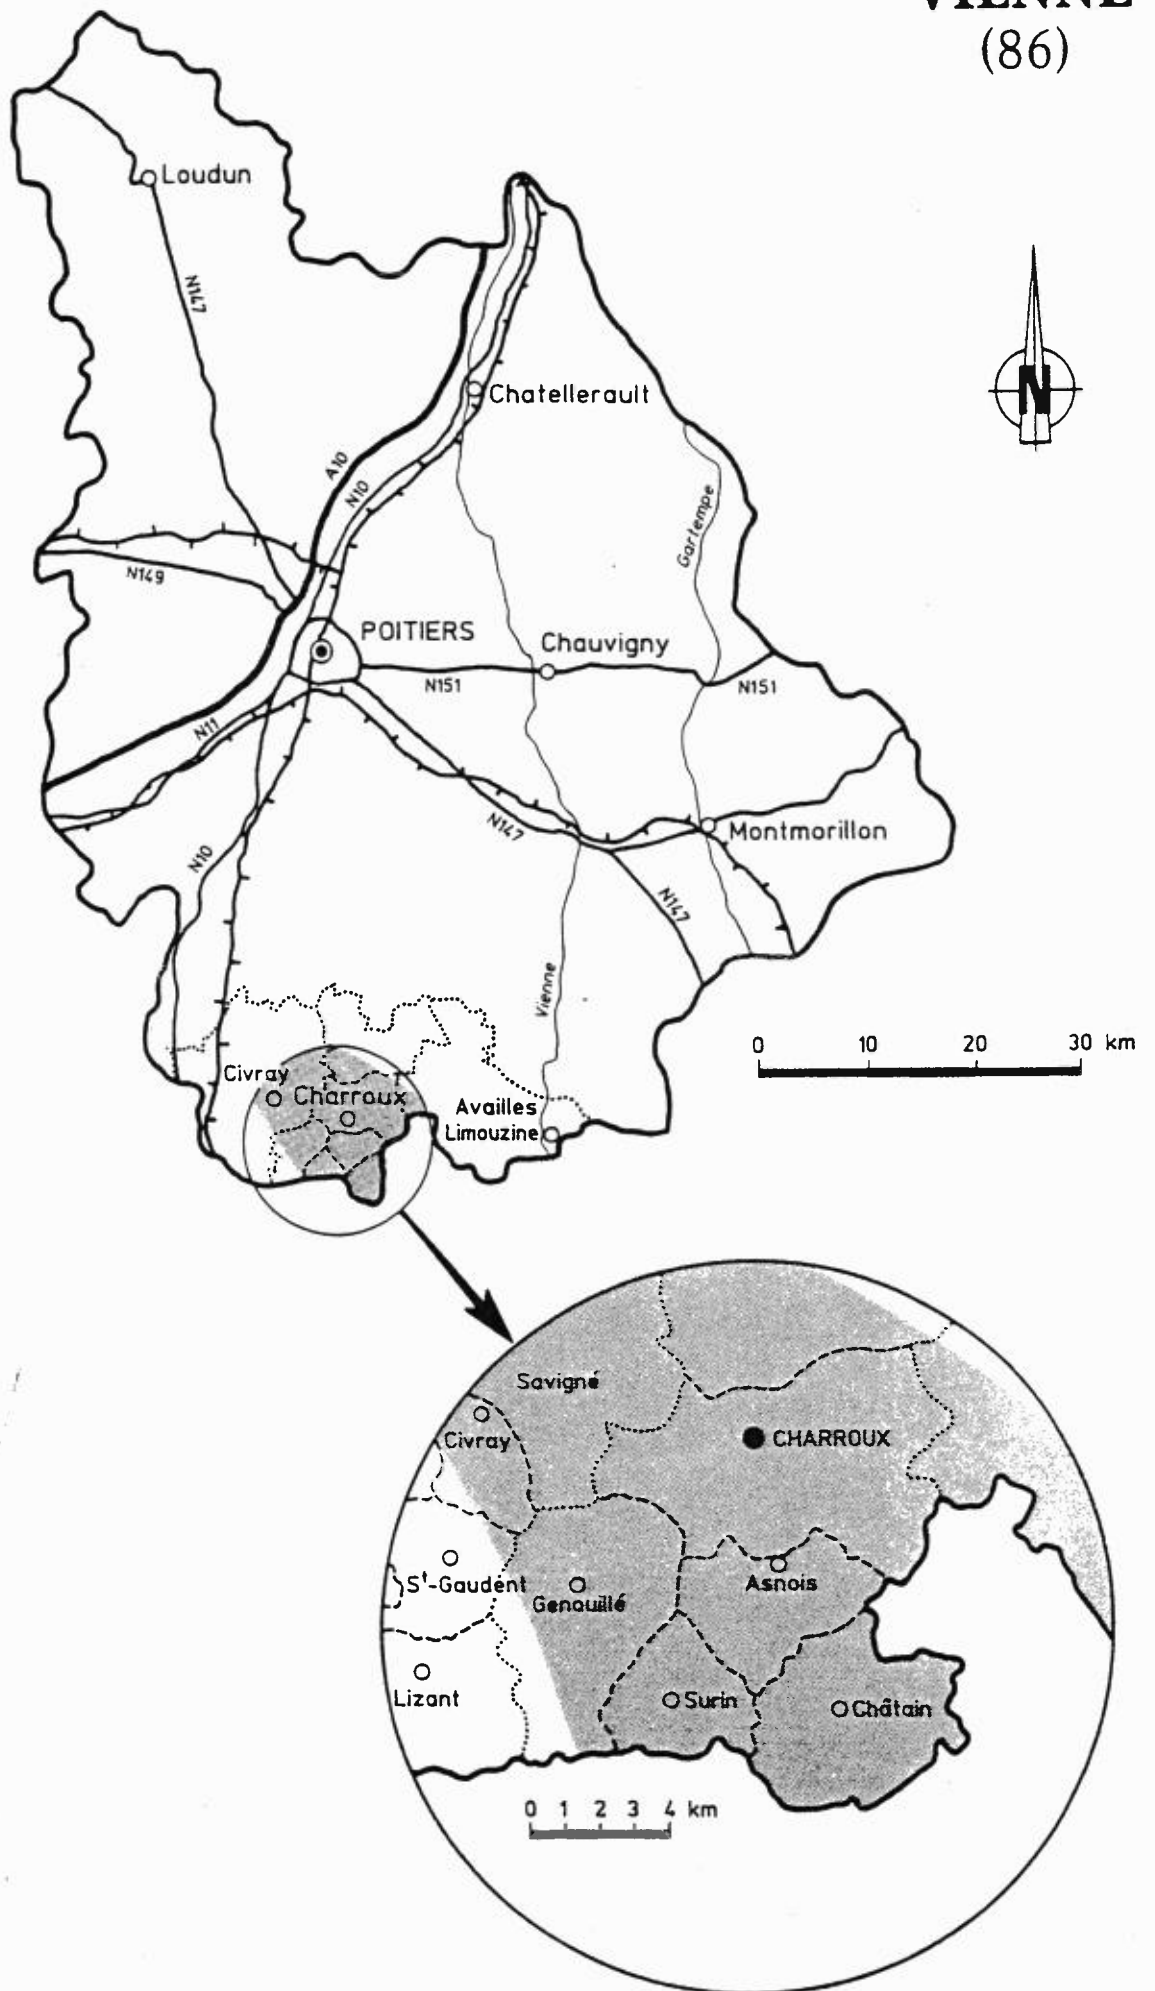 VIENNE
(86)
Loudun
N147
N
Chatellerault
A10
N10
Gartempe
N149
POITIERS
Chauvigny
N151
N151
N11
N147
Montmorillon
N10
N147
Vienne
0 10 20 30 km
Civray
Charroux
Availles
Limouzine
Savigné
Civray
CHARROUX
St-Gaudent
Genouillé
Asnois
Lizant
Surin
Châtain
0 1 2 3 4 km